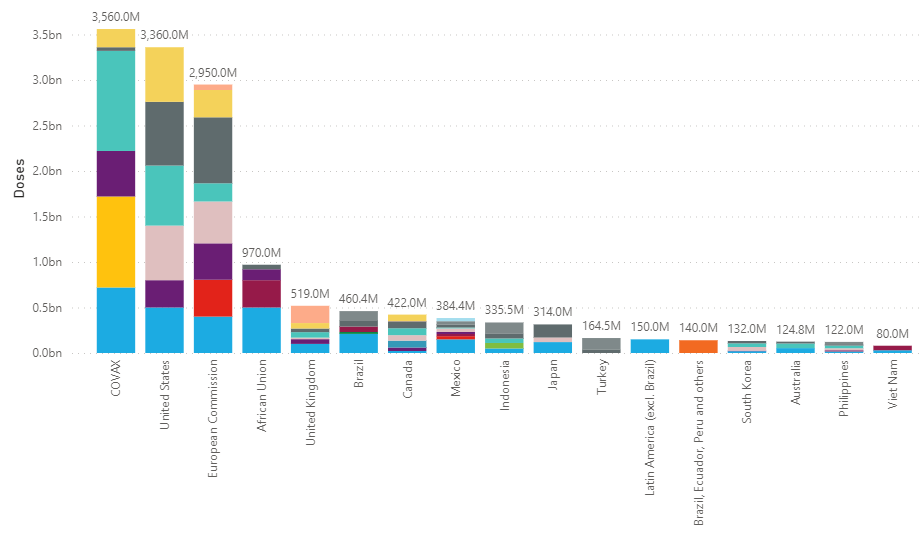 3,560.0M
3,360.0M
2,950.0M
970.0M
519.0M
460.4M
422.0M
384.4M
335.5M
314.0M
164.5M
150.0M
140.0M
132.0M
124.8M
122.0M
80.0M
3.5bn
3.0bn
2.5bn
2.0bn
1.5bn
1.0bn
0.5bn
0.0bn
Doses
COVAX
United States
European Commission
African Union
United Kingdom
Brazil
Canada
Mexico
Indonesia
Japan
Turkey
Latin America (excl. Brazil)
Brazil, Ecuador, Peru and others
South Korea
Australia
Philippines
Viet Nam